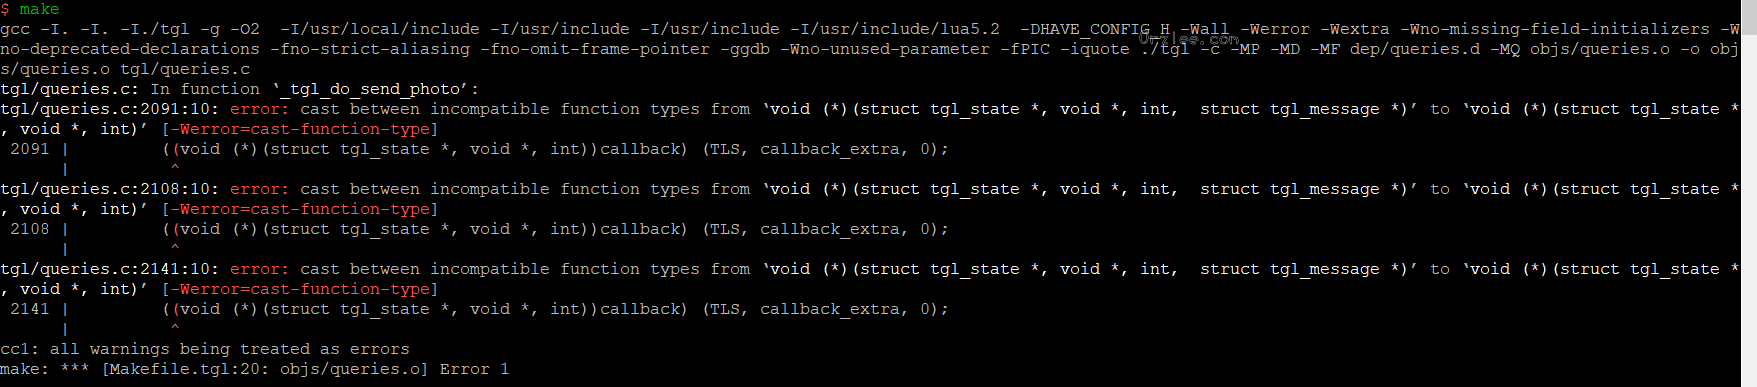 $ make
gcc -I. -I. -I./tgl -g -O2  -I/usr/local/include -I/usr/include -I/usr/include -I/usr/include/lua5.2  -DHAVE_CONFIG_H -Wall -Werror -Wextra -Wno-missing-field-initializers -W
no-deprecated-declarations -fno-strict-aliasing -fno-omit-frame-pointer -ggdb -Wno-unused-parameter -fPIC -iquote ./tgl -c -MP -MD -MF dep/queries.d -MQ objs/queries.o -o obj
s/queries.o tgl/queries.c
tgl/queries.c: In function ‘_tgl_do_send_photo’:
tgl/queries.c:2091:10: error: cast between incompatible function types from ‘void (*)(struct tgl_state *, void *, int,  struct tgl_message *)’ to ‘void (*)(struct tgl_state *
, void *, int)’ [-Werror=cast-function-type]
 2091 |         ((void (*)(struct tgl_state *, void *, int))callback) (TLS, callback_extra, 0);
      |          ^
tgl/queries.c:2108:10: error: cast between incompatible function types from ‘void (*)(struct tgl_state *, void *, int,  struct tgl_message *)’ to ‘void (*)(struct tgl_state *
, void *, int)’ [-Werror=cast-function-type]
 2108 |         ((void (*)(struct tgl_state *, void *, int))callback) (TLS, callback_extra, 0);
      |          ^
tgl/queries.c:2141:10: error: cast between incompatible function types from ‘void (*)(struct tgl_state *, void *, int,  struct tgl_message *)’ to ‘void (*)(struct tgl_state *
, void *, int)’ [-Werror=cast-function-type]
 2141 |         ((void (*)(struct tgl_state *, void *, int))callback) (TLS, callback_extra, 0);
      |          ^
cc1: all warnings being treated as errors
make: *** [Makefile.tgl:20: objs/queries.o] Error 1